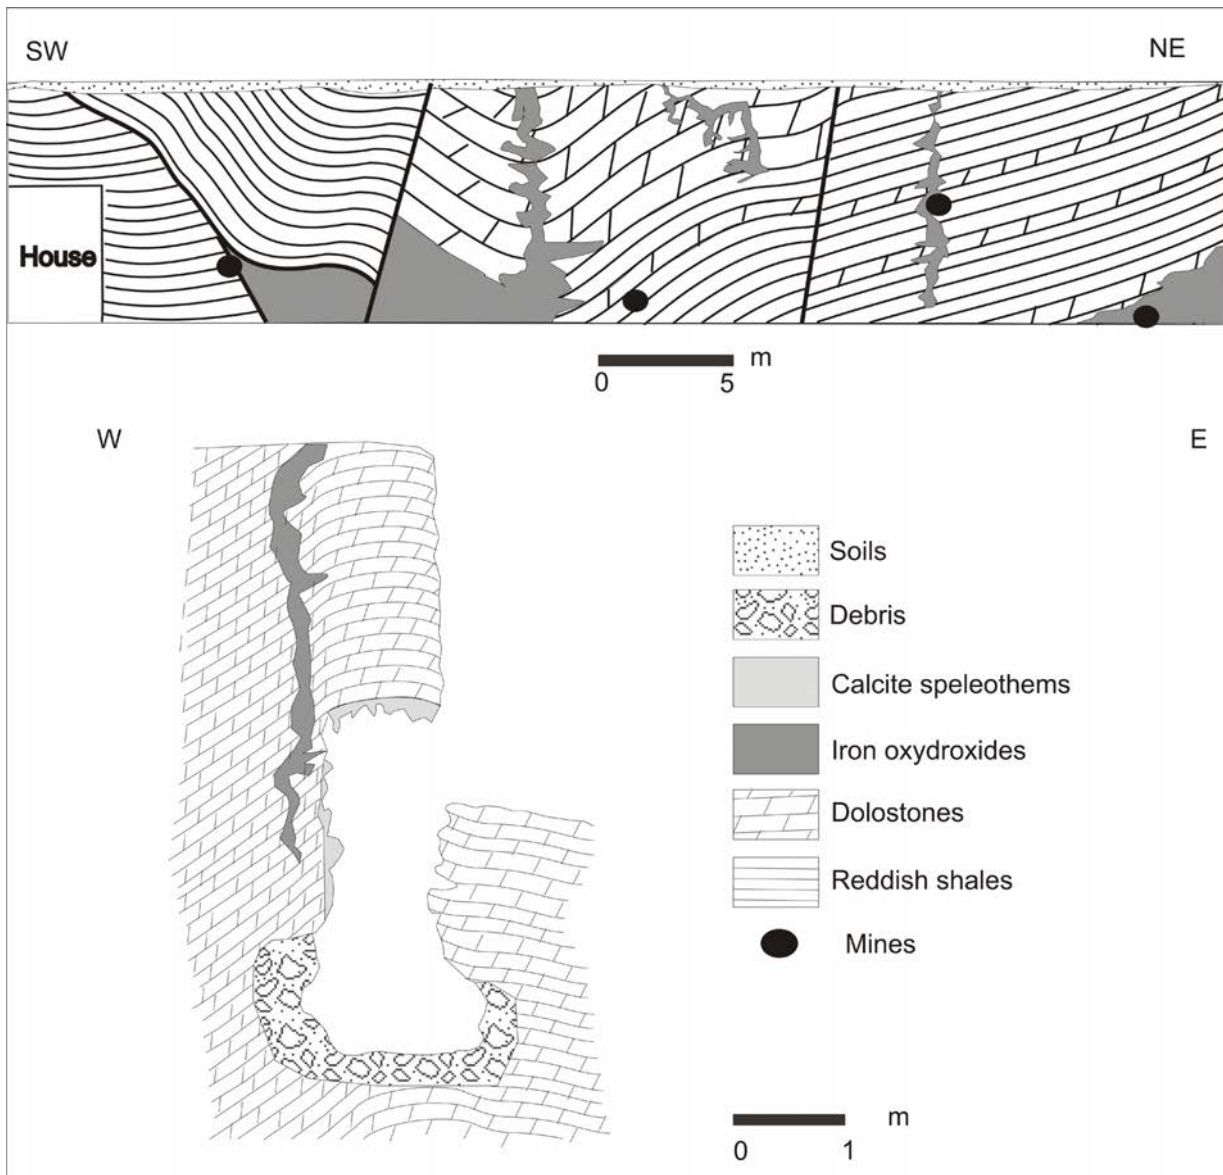 SW
NE
House
m
0
5
W
E
Soils
Debris
Calcite speleothems
Iron oxydroxides
Dolostones
Reddish shales
Mines
m
0
1